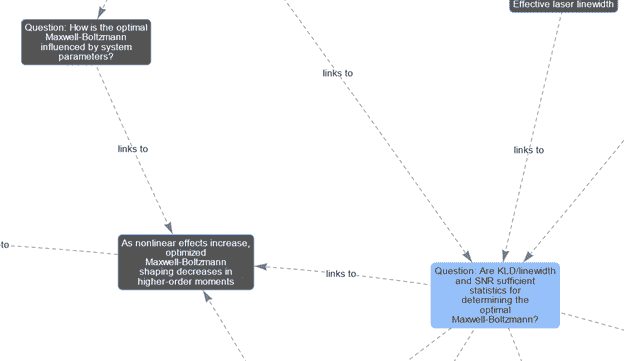 Effective laser linewidth
Question: How is the optimal
Maxwell-Boltzmann
influenced by system
parameters?
links to
links to
links to
As nonlinear effects increase,
optimized
Maxwell-Boltzmann
shaping decreases in
higher-order moments
to
links to
Question: Are KLD/linewidth
and SNR sufficient
statistics for
determining the
optimal
Maxwell-Boltzmann?